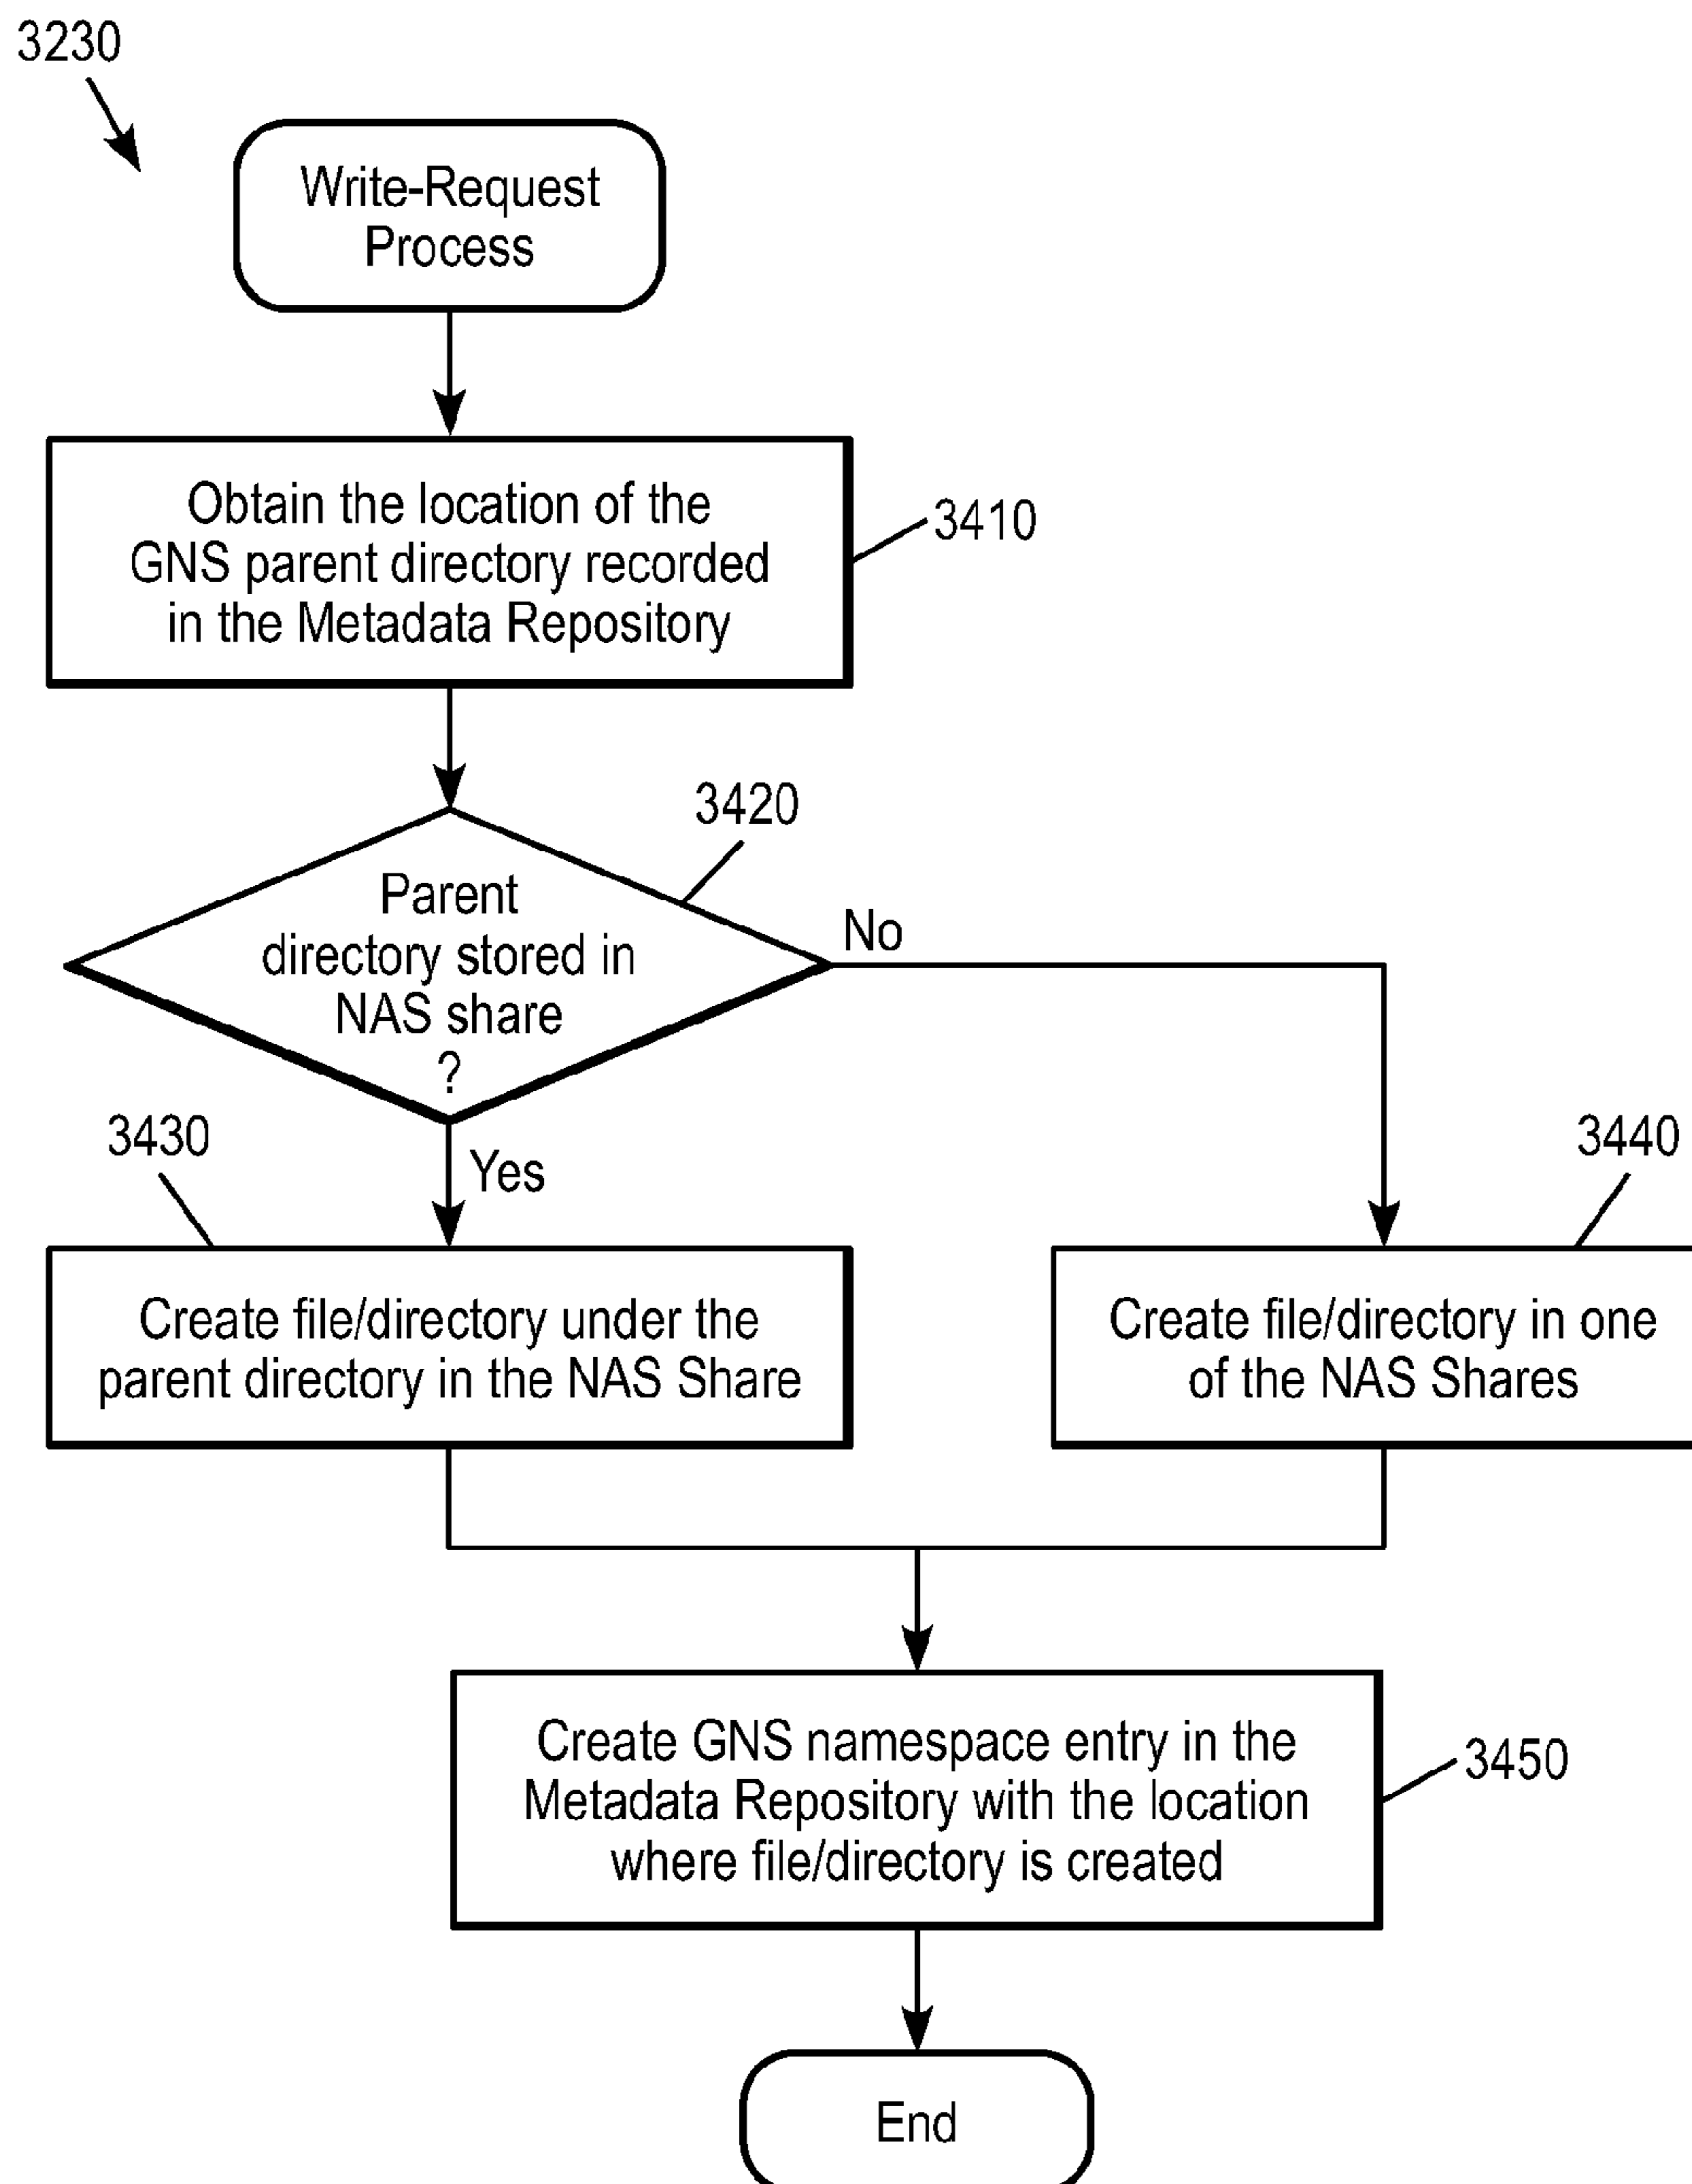 3230
Write-Request
Process
Obtain the location of the
GNS parent directory recorded
in the Metadata Repository
3410
3420
Parent
directory stored in
NAS share
?
No
Yes
3430
3440
Create file/directory under the
parent directory in the NAS Share
Create file/directory in one
of the NAS Shares
Create GNS namespace entry in the
Metadata Repository with the location
where file/directory is created
3450
End